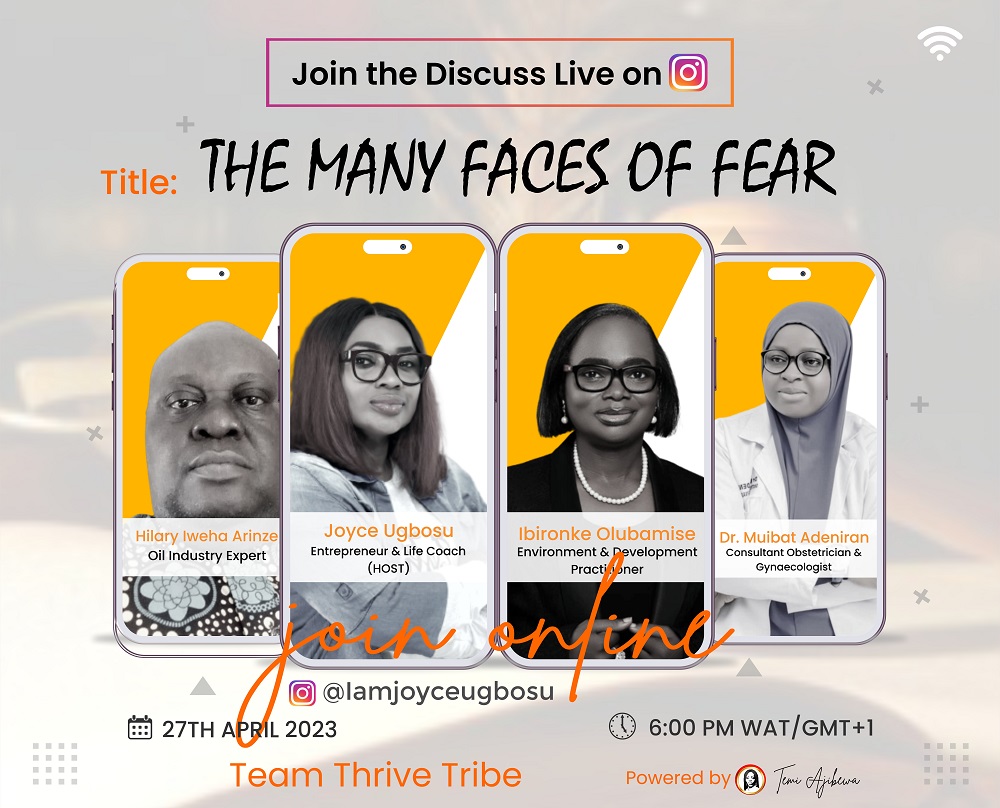 Join the Discuss Live on
Title: THE MANY FACES OF FEAR
Hilary Iweha Arinze
Oil Industry Expert
Joyce Ugbosu
Entrepreneur & Life Coach
(HOST)
Ibironke Olubamise
Environment & Development
Practitioner
Dr. Muibat Adeniran
Consultant Obstetrician &
Gynaecologist
join online
@Iamjoyceugbosu
27TH APRIL 2023
6:00 PM WAT/GMT+1
Team Thrive Tribe
Powered by Temi Ajibewa